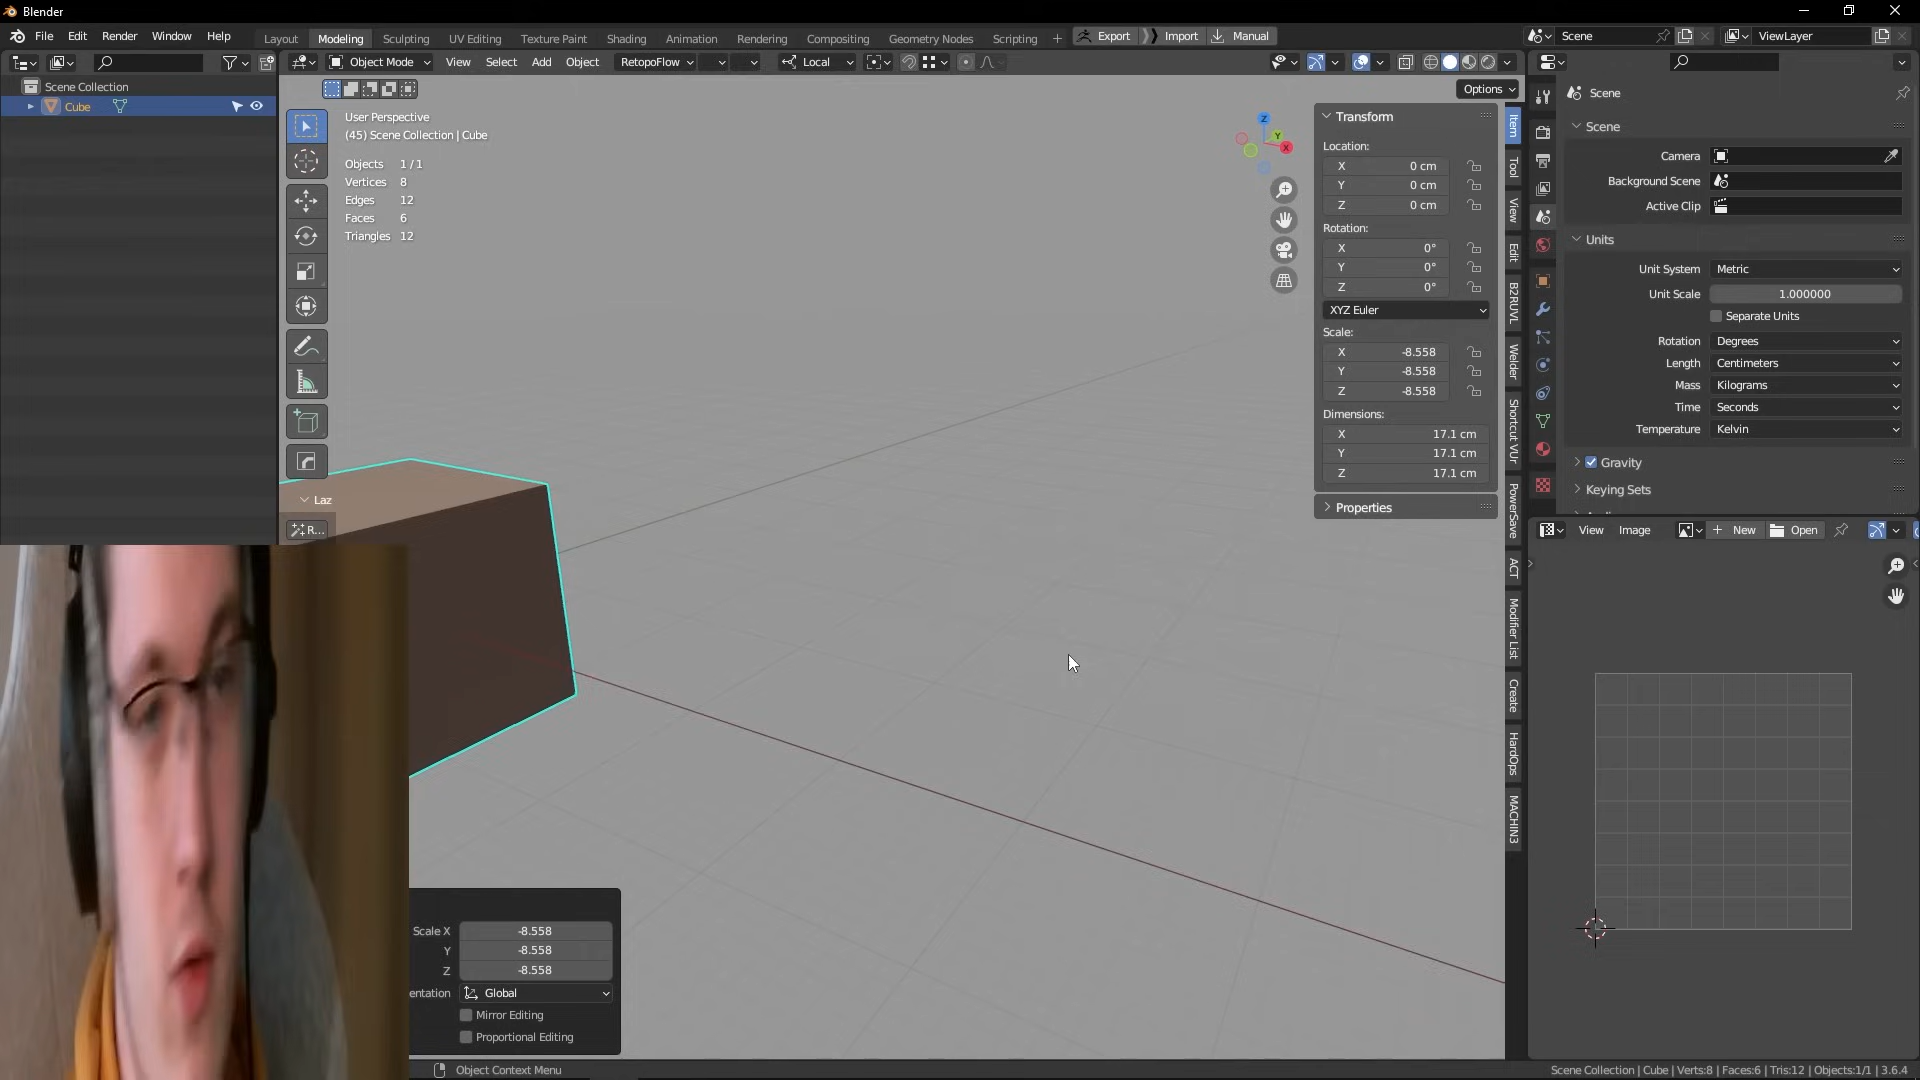 Blender
File Edit Render Window Help
Layout Modeling Sculpting UV Editing Texture Paint Shading Animation Rendering Compositing Geometry Nodes Scripting + Export Import Manual
Scene
ViewLayer
Object Mode View Select Add Object RetopoFlow Local
Scene Collection
Cube
Options
User Perspective
(45) Scene Collection | Cube
Objects 1/1
Vertices 8
Edges 12
Faces 6
Triangles 12
Z
Y
X
Transform
Location:
X 0 cm
Y 0 cm
Z 0 cm
Rotation:
X 0°
Y 0°
Z 0°
XYZ Euler
Scale:
X -8.558
Y -8.558
Z -8.558
Dimensions:
X 17.1 cm
Y 17.1 cm
Z 17.1 cm
Properties
Item
Tool
View
Edit
B2RUVL
Welder
Shortcut VUr
PowerSave
ACT
Modifier List
Create
HardOps
MACHIN3
Laz
R...
Scale X -8.558
Y -8.558
Z -8.558
entation Global
Mirror Editing
Proportional Editing
Object Context Menu
Scene
Scene
Camera
Background Scene
Active Clip
Units
Unit System Metric
Unit Scale 1.000000
Separate Units
Rotation Degrees
Length Centimeters
Mass Kilograms
Time Seconds
Temperature Kelvin
Gravity
Keying Sets
View Image + New Open
Scene Collection | Cube | Verts:8 | Faces:6 | Tris:12 | Objects:1/1 | 3.6.4